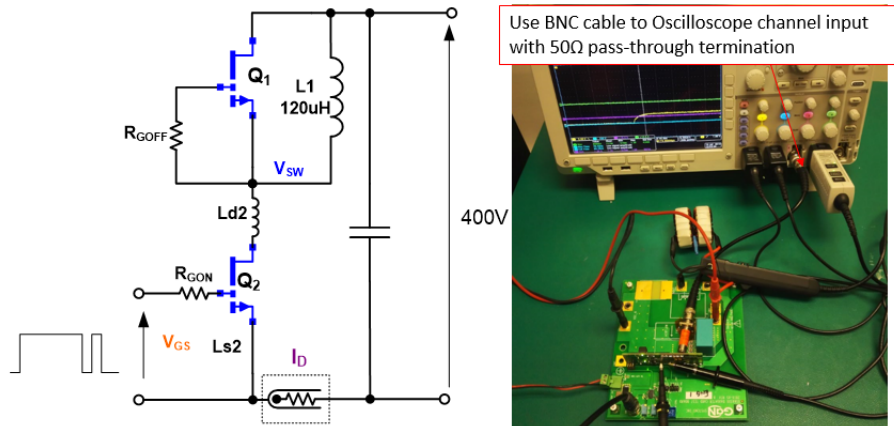 Use BNC cable to Oscilloscope channel input
with 50Ω pass-through termination
Q1
L1
120uH
RGOFF
VSW
Ld2
400V
RGON
Q2
VGS
Ls2
ID
GaN